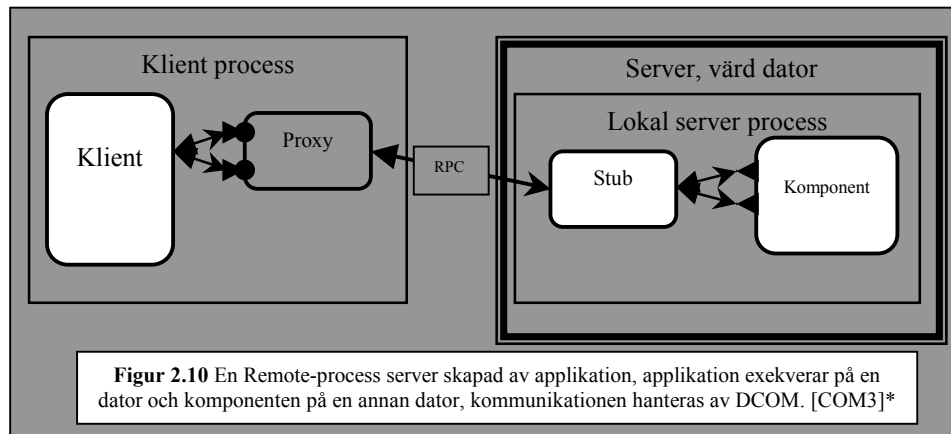 Klient process
Server, värd dator
Lokal server process
Klient
Proxy
RPC
Stub
Komponent
Figur 2.10 En Remote-process server skapad av applikation, applikation exekverar på en
dator och komponenten på en annan dator, kommunikationen hanteras av DCOM. [COM3]*